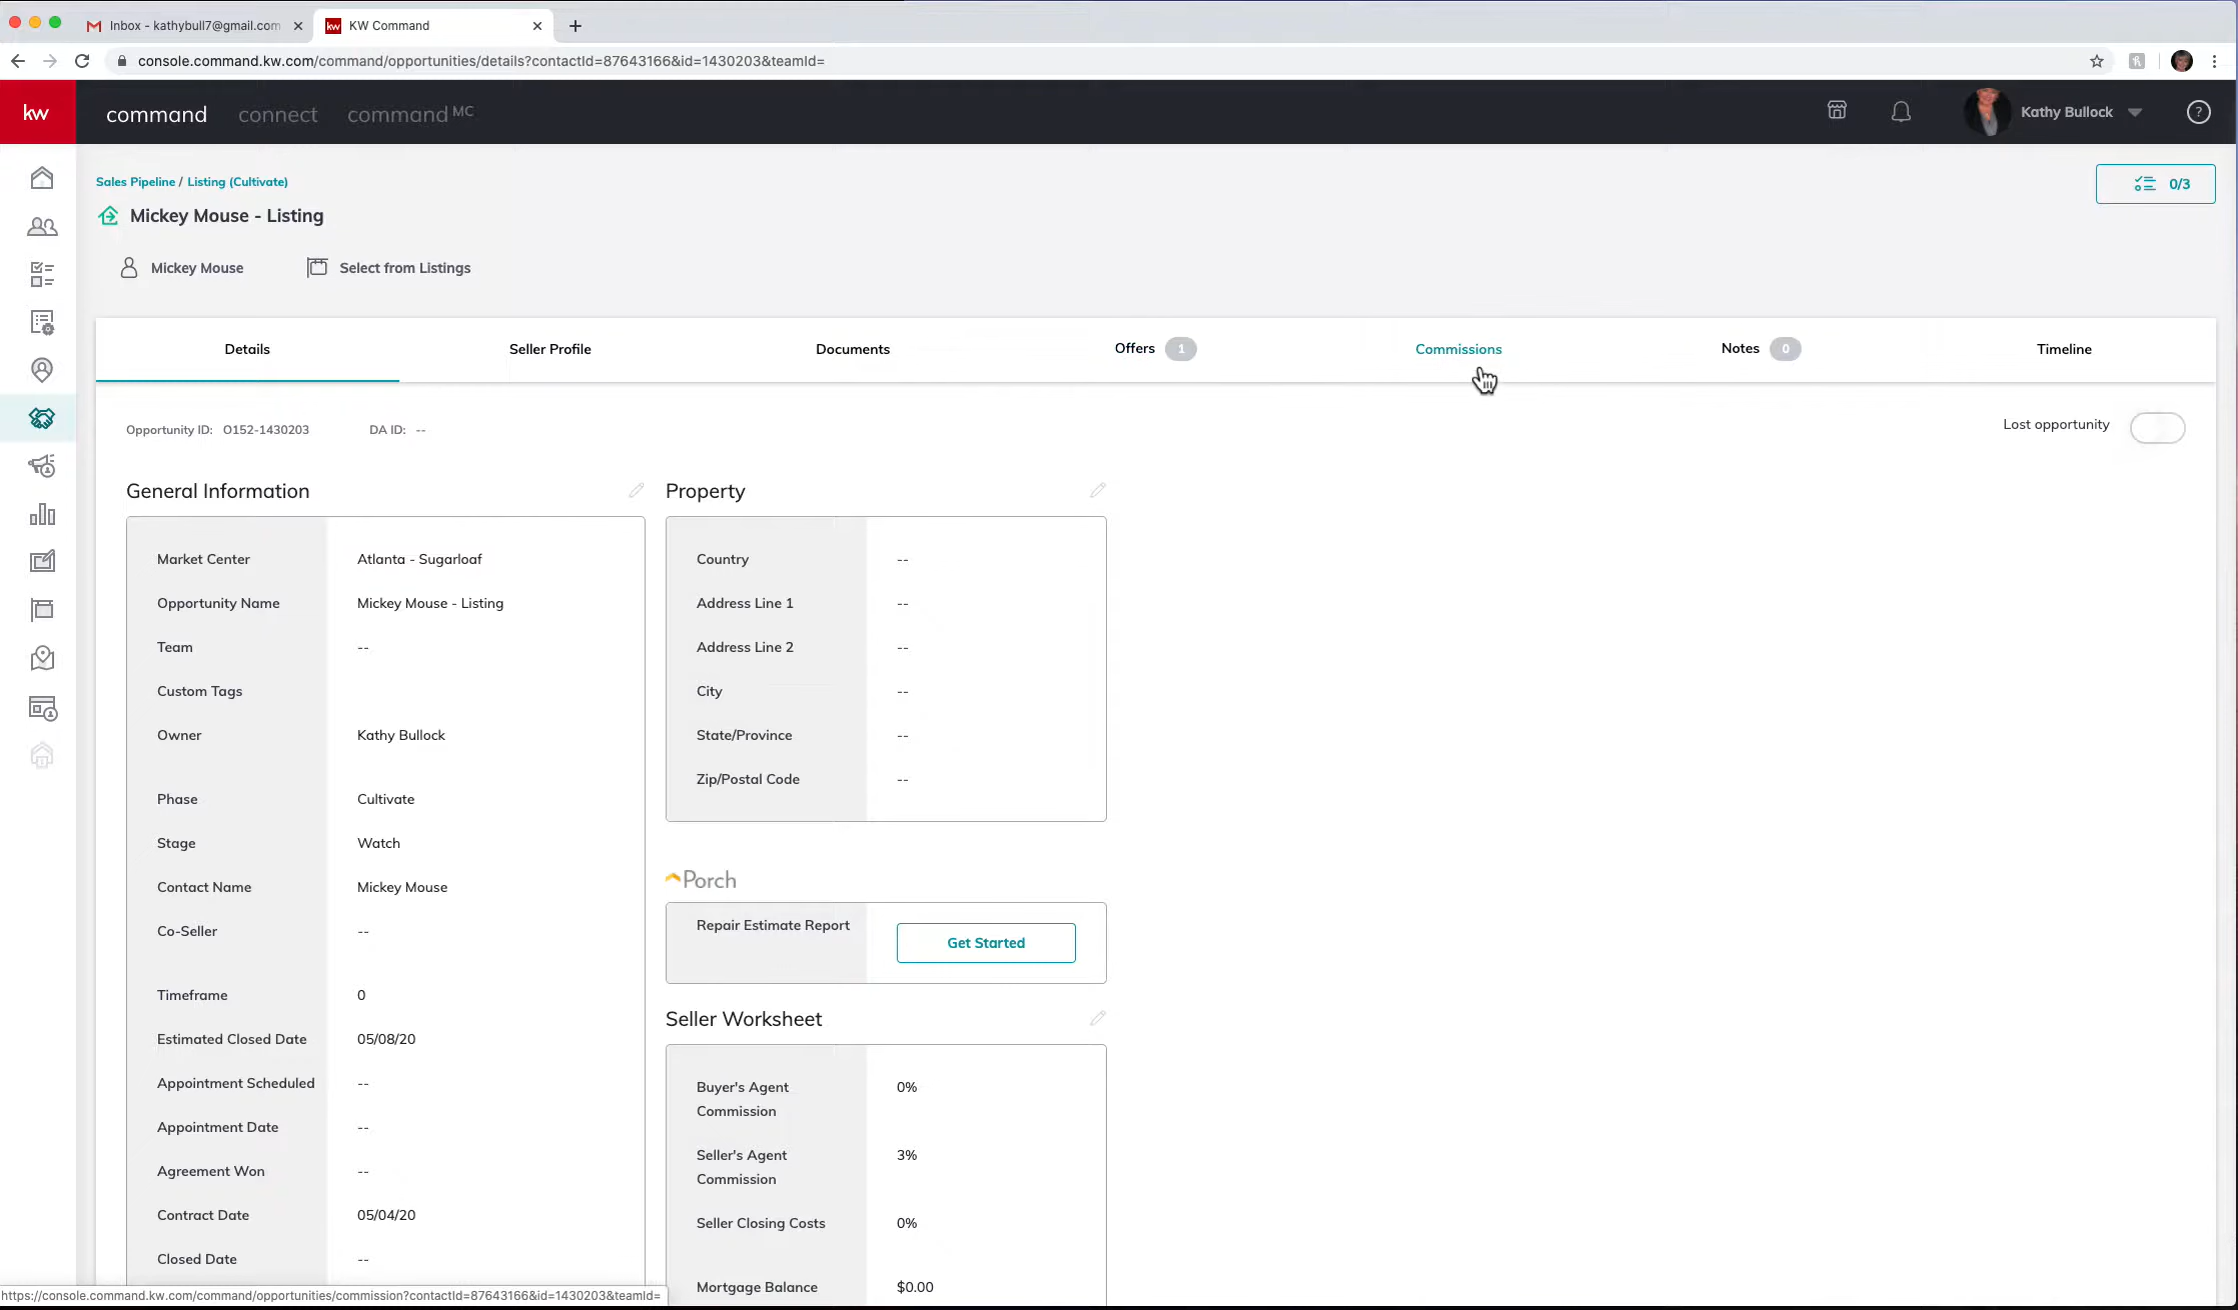 Inbox - kathybull7@gmail.com
kw
KW Command
console.command.kw.com/command/opportunities/details?contactId=87643166&id=1430203&teamId=
kw
command
connect
command MC
Kathy Bullock
?
Sales Pipeline / Listing (Cultivate)
Mickey Mouse - Listing
0/3
Mickey Mouse
Select from Listings
Details
Seller Profile
Documents
Offers 1
Commissions
Notes 0
Timeline
Opportunity ID: O152-1430203
DA ID: --
Lost opportunity
General Information
Market Center Atlanta - Sugarloaf
Opportunity Name Mickey Mouse - Listing
Team --
Custom Tags
Owner Kathy Bullock
Phase Cultivate
Stage Watch
Contact Name Mickey Mouse
Co-Seller --
Timeframe 0
Estimated Closed Date 05/08/20
Appointment Scheduled --
Appointment Date --
Agreement Won --
Contract Date 05/04/20
Closed Date --
Property
Country --
Address Line 1 --
Address Line 2 --
City --
State/Province --
Zip/Postal Code --
Porch
Repair Estimate Report
Get Started
Seller Worksheet
Buyer's Agent 0%
Commission
Seller's Agent 3%
Commission
Seller Closing Costs 0%
Mortgage Balance $0.00
https://console.command.kw.com/command/opportunities/commission?contactId=87643166&id=1430203&teamId=